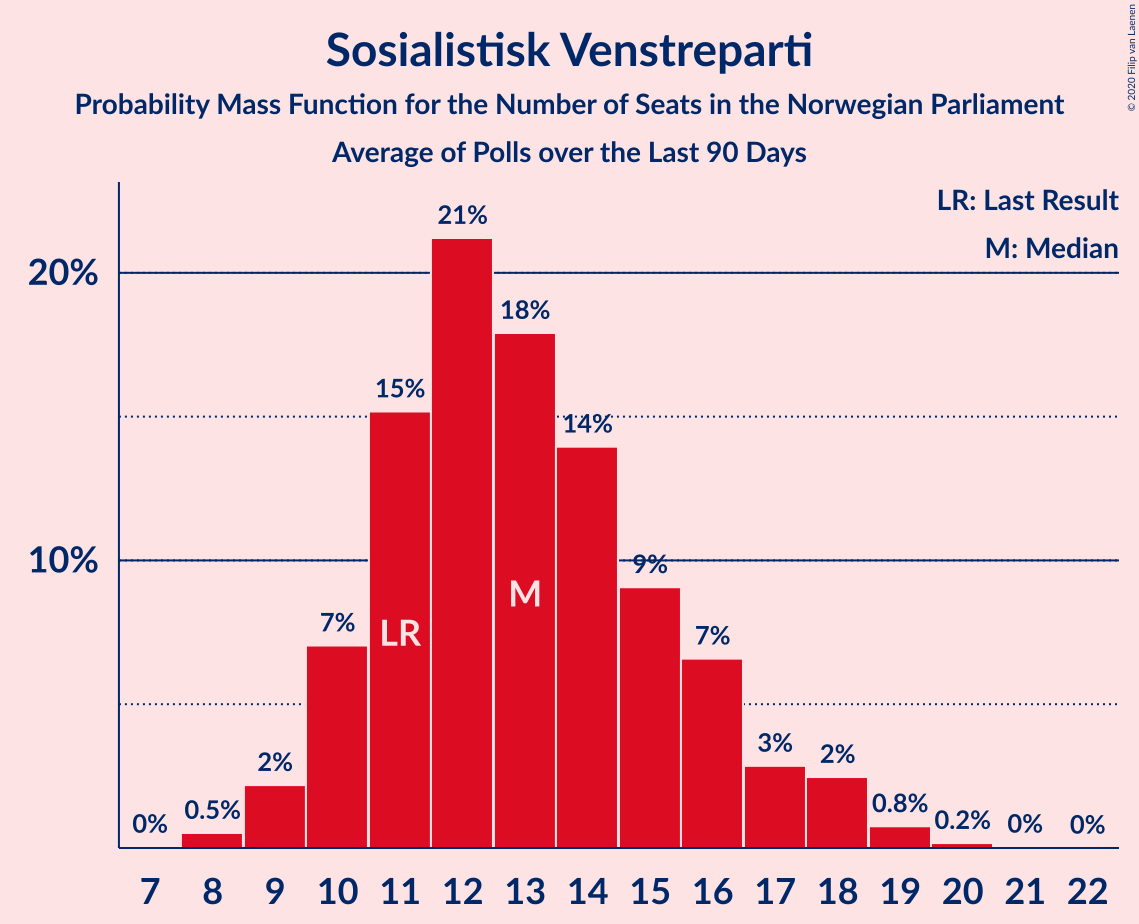 Sosialistisk Venstreparti
Probability Mass Function for the Number of Seats in the Norwegian Parliament
Average of Polls over the Last 90 Days
© 2020 Filip van Laenen
LR: Last Result
M: Median
20%
10%
0%
0.5%
2%
7%
15%
21%
18%
14%
9%
7%
3%
2%
0.8%
0.2%
0%
0%
LR
M
7 8 9 10 11 12 13 14 15 16 17 18 19 20 21 22